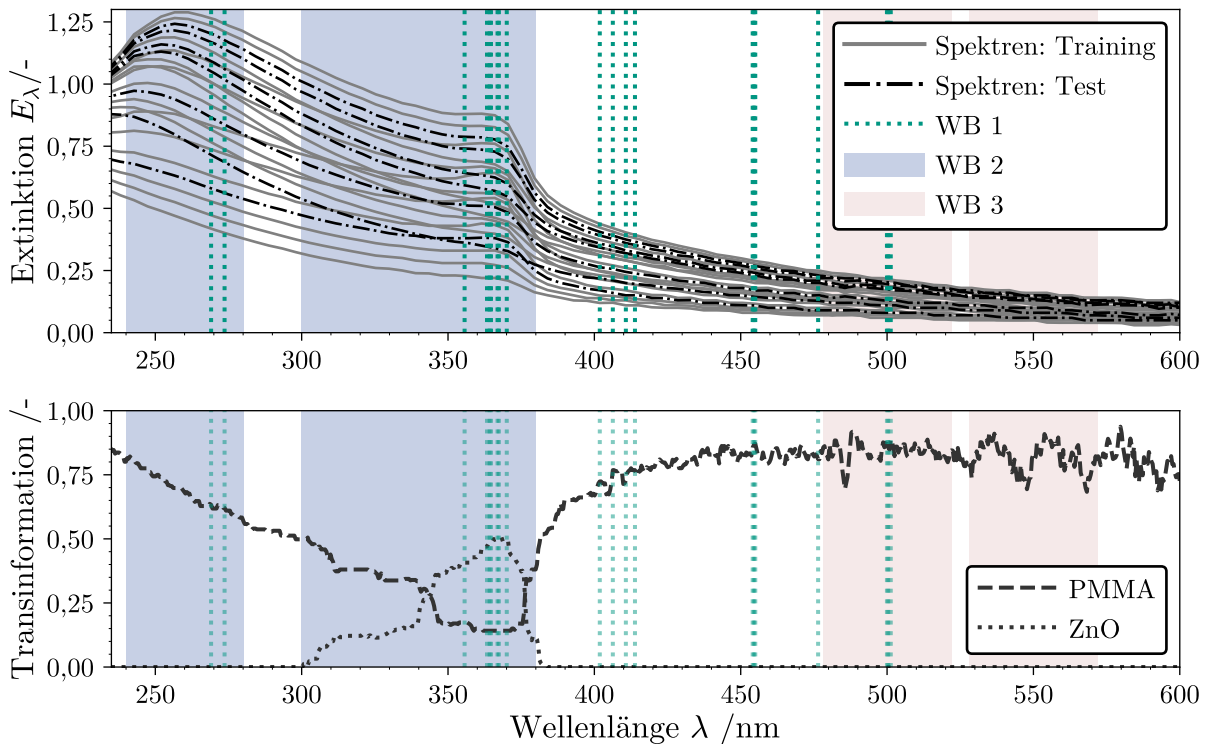 Extinktion Eλ/-
1,25
1,00
0,75
0,50
0,25
0,00
250 300 350 400 450 500 550 600
Spektren: Training
Spektren: Test
WB 1
WB 2
WB 3
Transinformation /-
1,00
0,75
0,50
0,25
0,00
250 300 350 400 450 500 550 600
PMMA
ZnO
Wellenlänge λ /nm